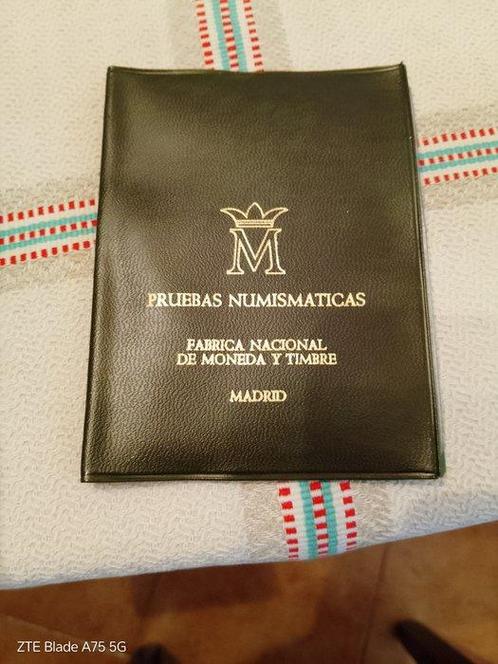 M
PRUEBAS NUMISMATICAS
FABRICA NACIONAL
DE MONEDA Y TIMBRE
MADRID
ZTE Blade A75 5G